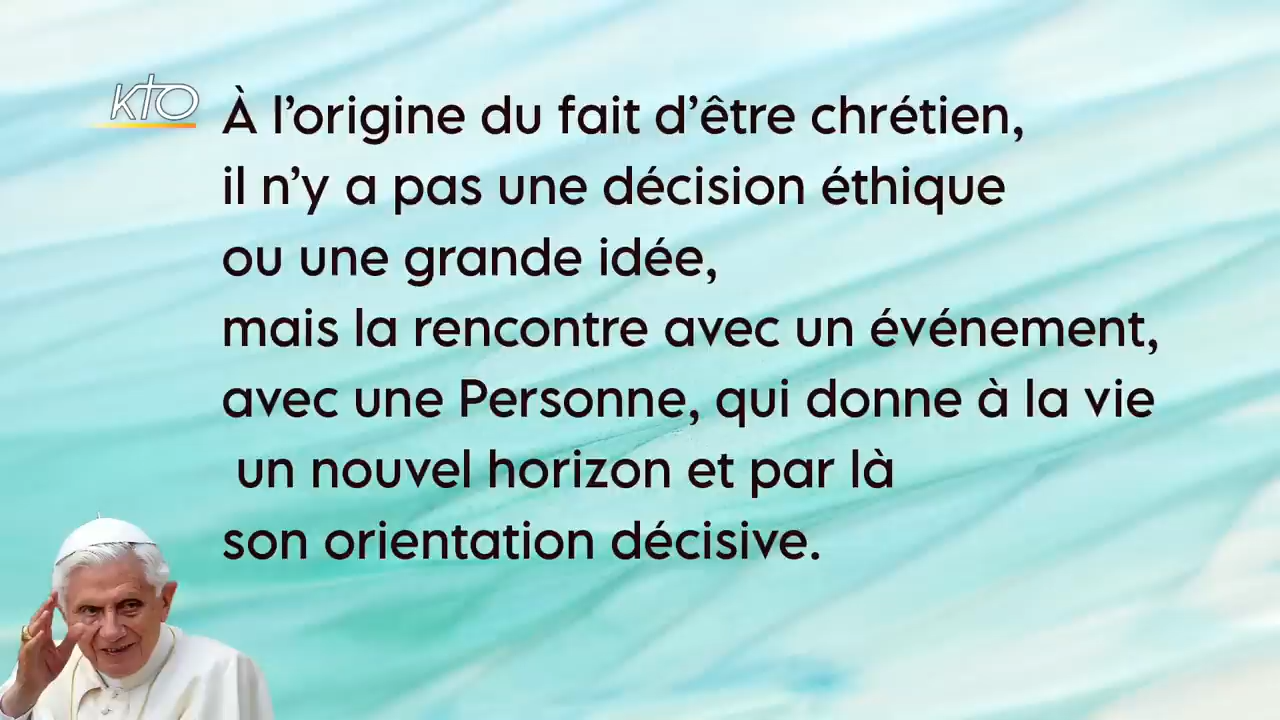 KTO
À l'origine du fait d'être chrétien,
il n'y a pas une décision éthique
ou une grande idée,
mais la rencontre avec un événement,
avec une Personne, qui donne à la vie
un nouvel horizon et par là
son orientation décisive.